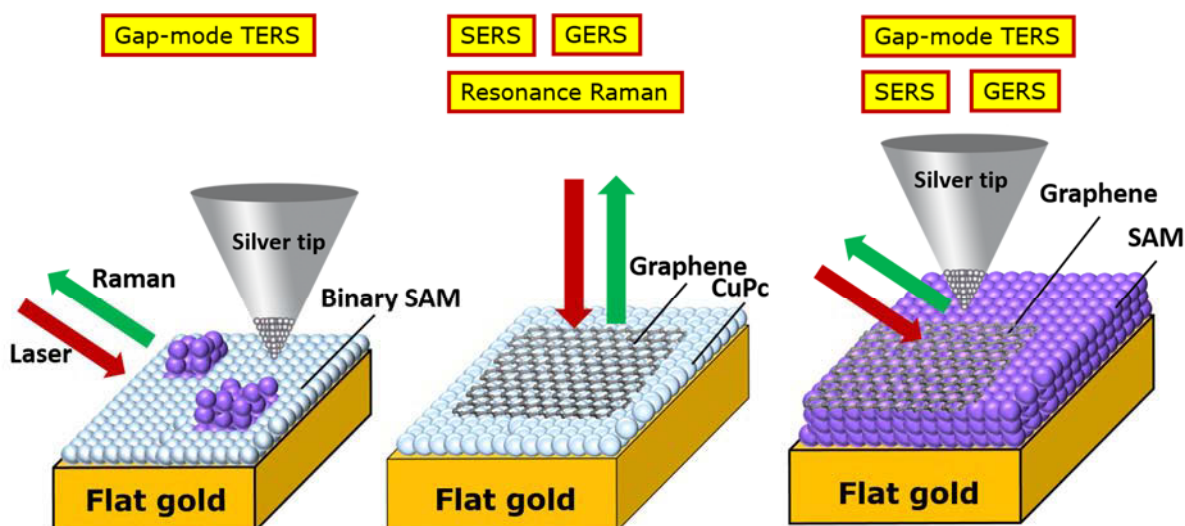 Gap-mode TERS
SERS
GERS
Resonance Raman
Gap-mode TERS
SERS
GERS
Silver tip
Raman
Laser
Binary SAM
Flat gold
Graphene
CuPc
Flat gold
Silver tip
Graphene
SAM
Flat gold